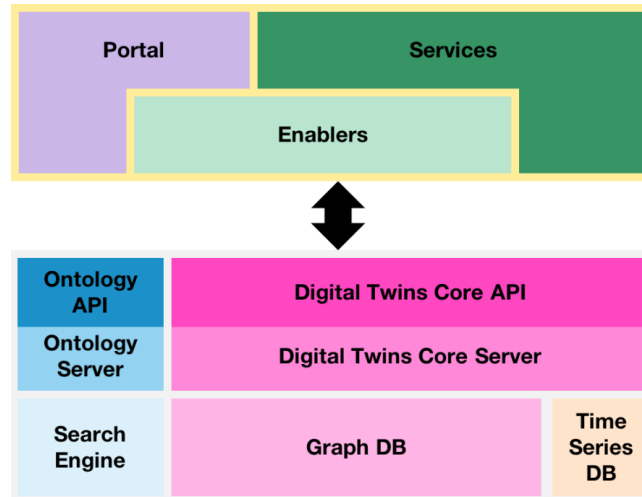 Portal
Services
Enablers
Ontology
API
Digital Twins Core API
Ontology
Server
Digital Twins Core Server
Search
Engine
Graph DB
Time
Series
DB